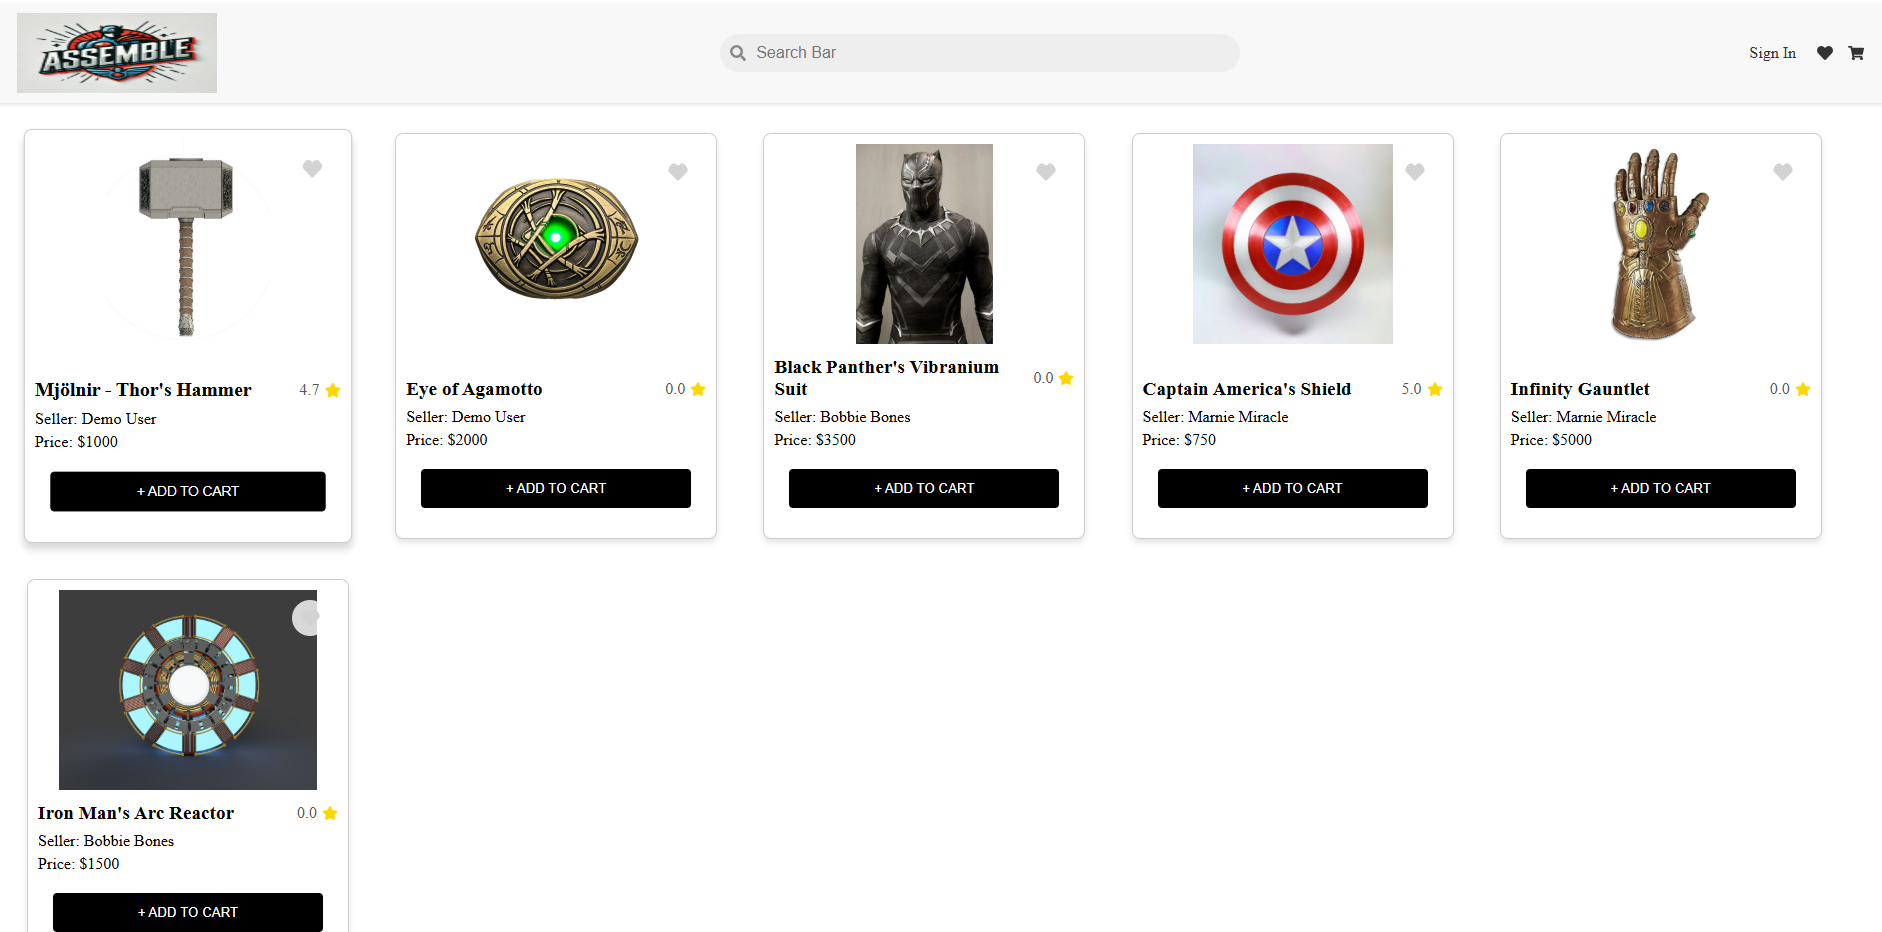 ASSEMBLE
Search Bar
Sign In
Mjölnir - Thor's Hammer
4.7
Seller: Demo User
Price: $1000
+ ADD TO CART
Eye of Agamotto
0.0
Seller: Demo User
Price: $2000
+ ADD TO CART
Black Panther's Vibranium
Suit
0.0
Seller: Bobbie Bones
Price: $3500
+ ADD TO CART
Captain America's Shield
5.0
Seller: Marnie Miracle
Price: $750
+ ADD TO CART
Infinity Gauntlet
0.0
Seller: Marnie Miracle
Price: $5000
+ ADD TO CART
Iron Man's Arc Reactor
0.0
Seller: Bobbie Bones
Price: $1500
+ ADD TO CART